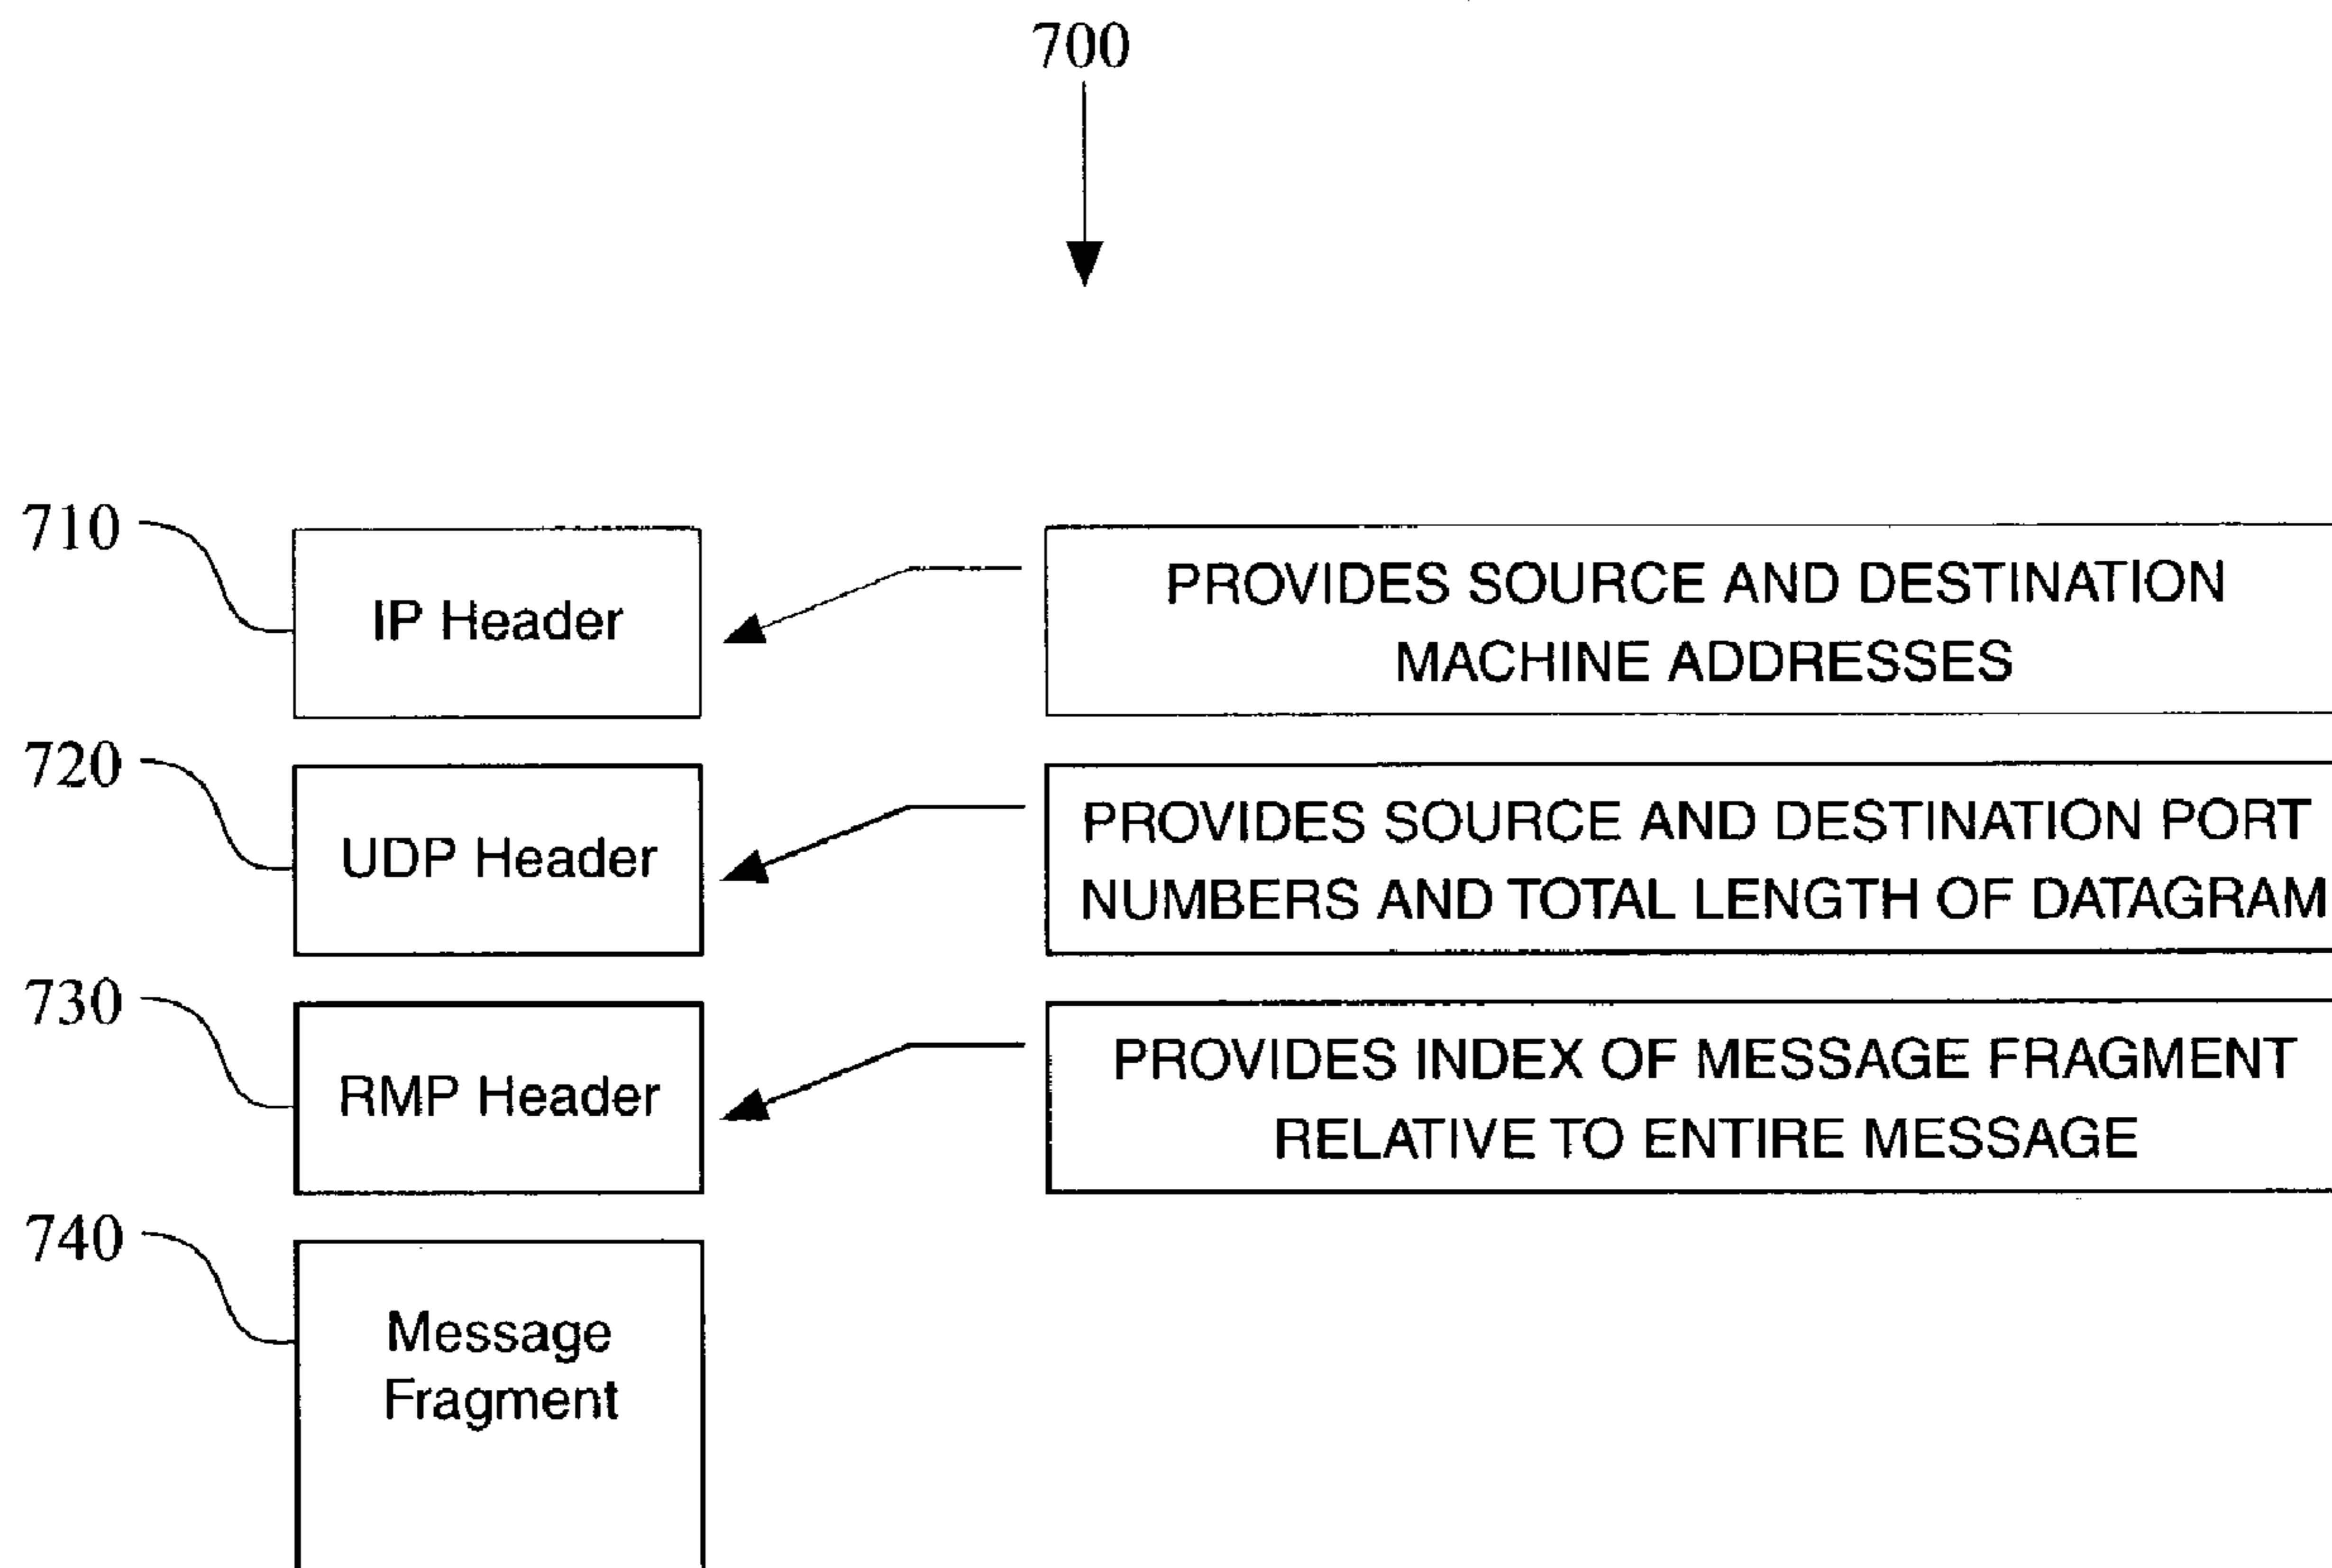 700
710
IP Header
PROVIDES SOURCE AND DESTINATION
MACHINE ADDRESSES
720
UDP Header
PROVIDES SOURCE AND DESTINATION PORT
NUMBERS AND TOTAL LENGTH OF DATAGRAM
730
RMP Header
PROVIDES INDEX OF MESSAGE FRAGMENT
RELATIVE TO ENTIRE MESSAGE
740
Message
Fragment